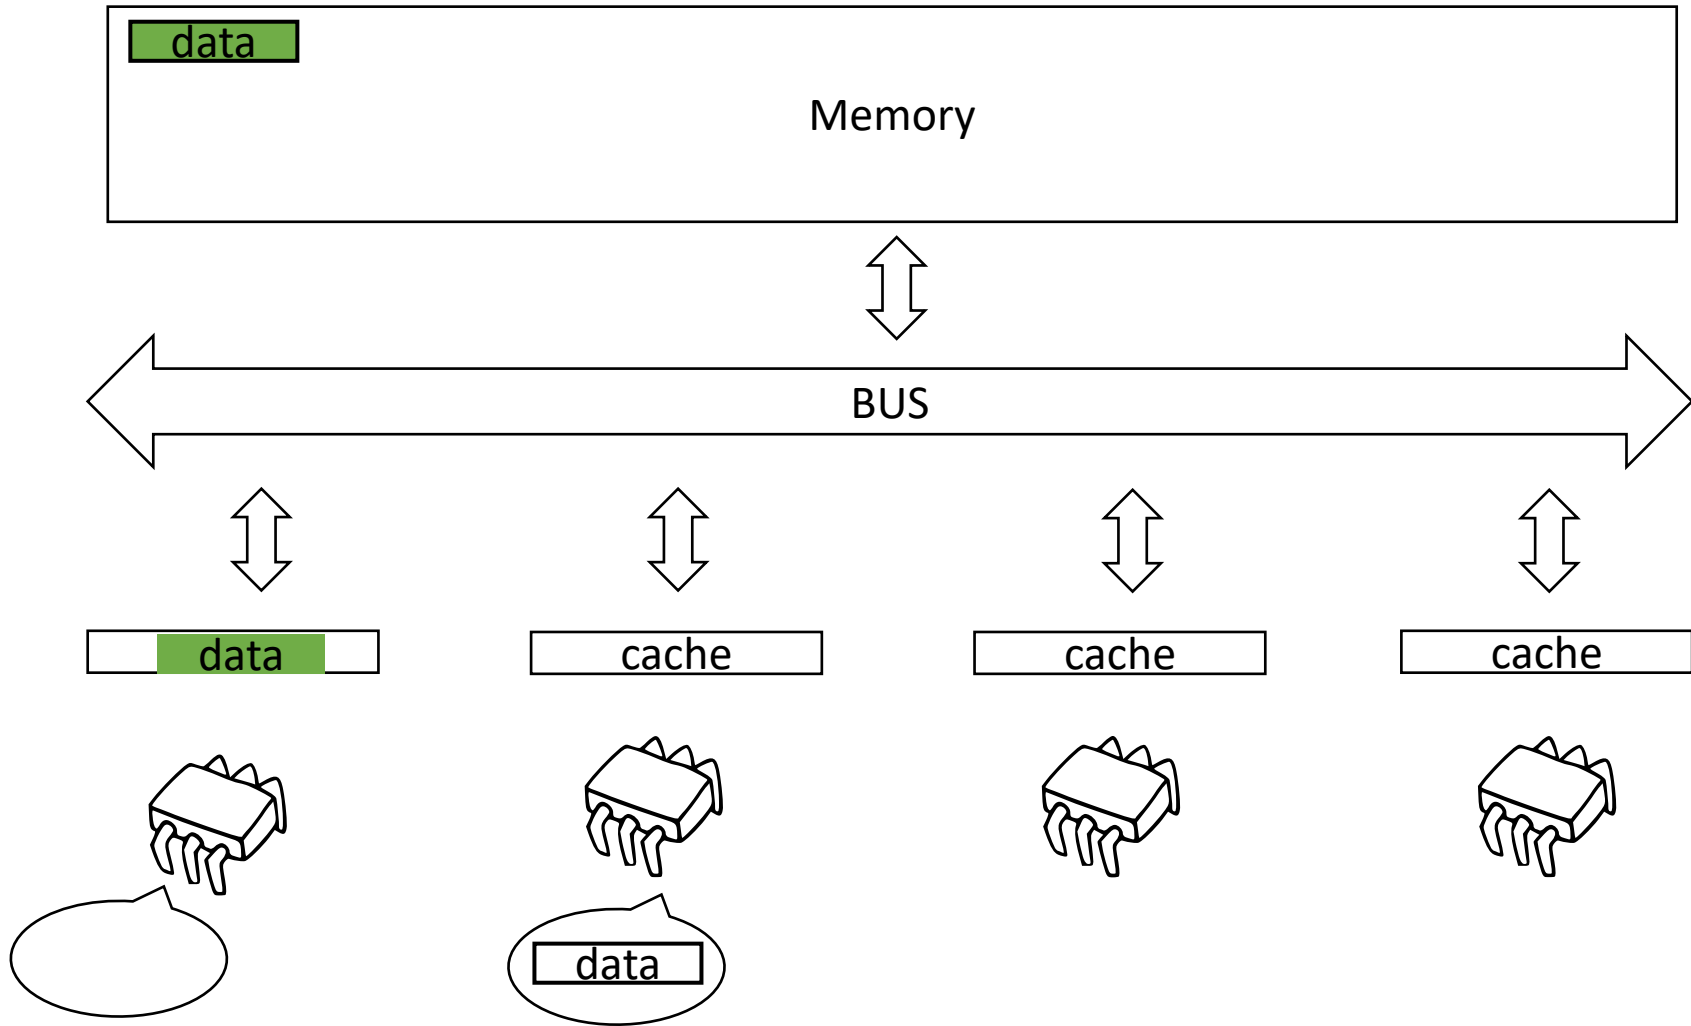 data
Memory
BUS
data
cache
cache
cache
data